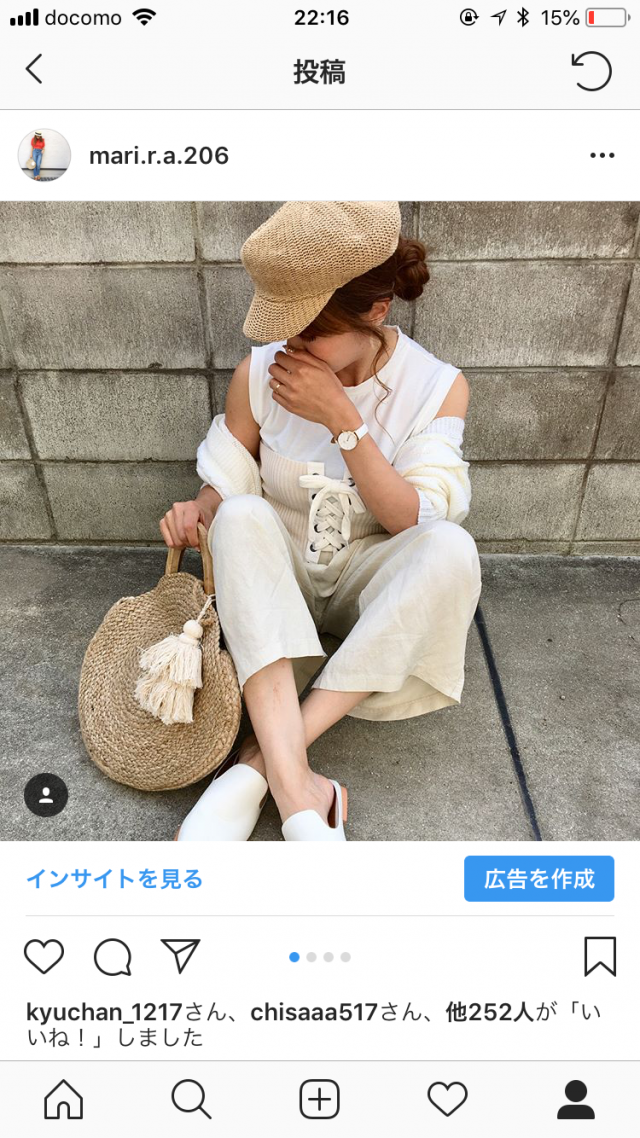 docomo 22:16 15%
投稿
mari.r.a.206
インサイトを見る 広告を作成
kyuchan_1217さん、chisaaa517さん、他252人が「い
いね！」しました